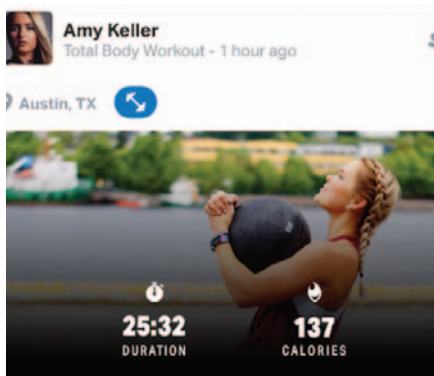 Amy Keller
Total Body Workout - 1 hour ago
Austin, TX
25:32
DURATION
137
CALORIES